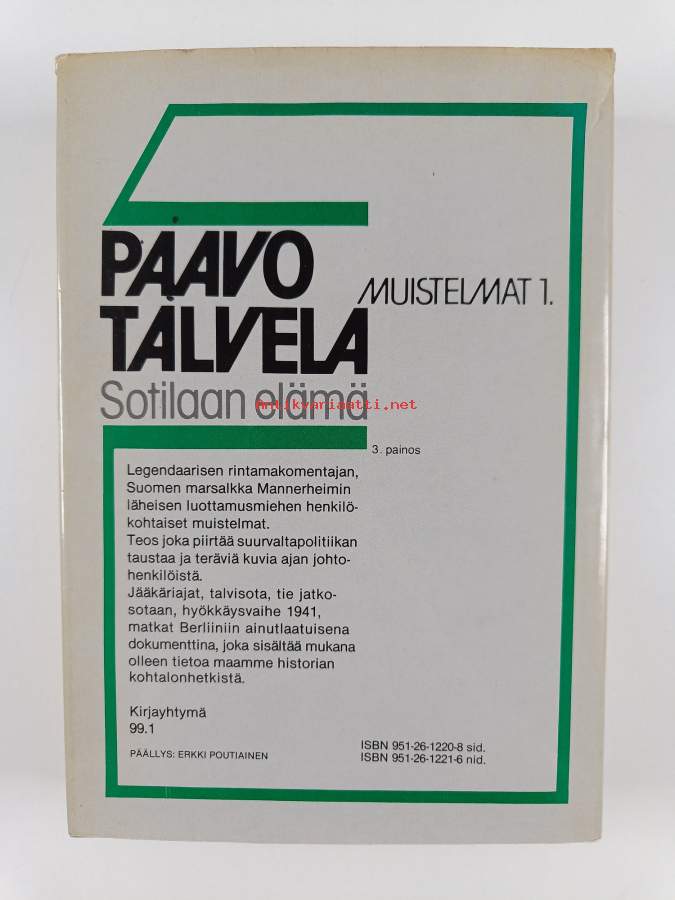 PAAVO
TALVELA
MUISTELMAT 1.
Sotilaan elämä
Antikvariaatti.net
3. painos
Legendaarisen rintamakomentajan,
Suomen marsalkka Mannerheimin
läheisen luottamusmiehen henkilö-
kohtaiset muistelmat.
Teos joka piirtää suurvaltapolitiikan
taustaa ja teräviä kuvia ajan johto-
henkilöistä.
Jääkäriajat, talvisota, tie jatko-
sotaan, hyökkäysvaihe 1941,
matkat Berliiniin ainutlaatuisena
dokumenttina, joka sisältää mukana
olleen tietoa maamme historian
kohtalonhetkistä.
Kirjayhtymä
99.1
PÄÄLLYS: ERKKI POUTIAINEN
ISBN 951-26-1220-8 sid.
ISBN 951-26-1221-6 nid.